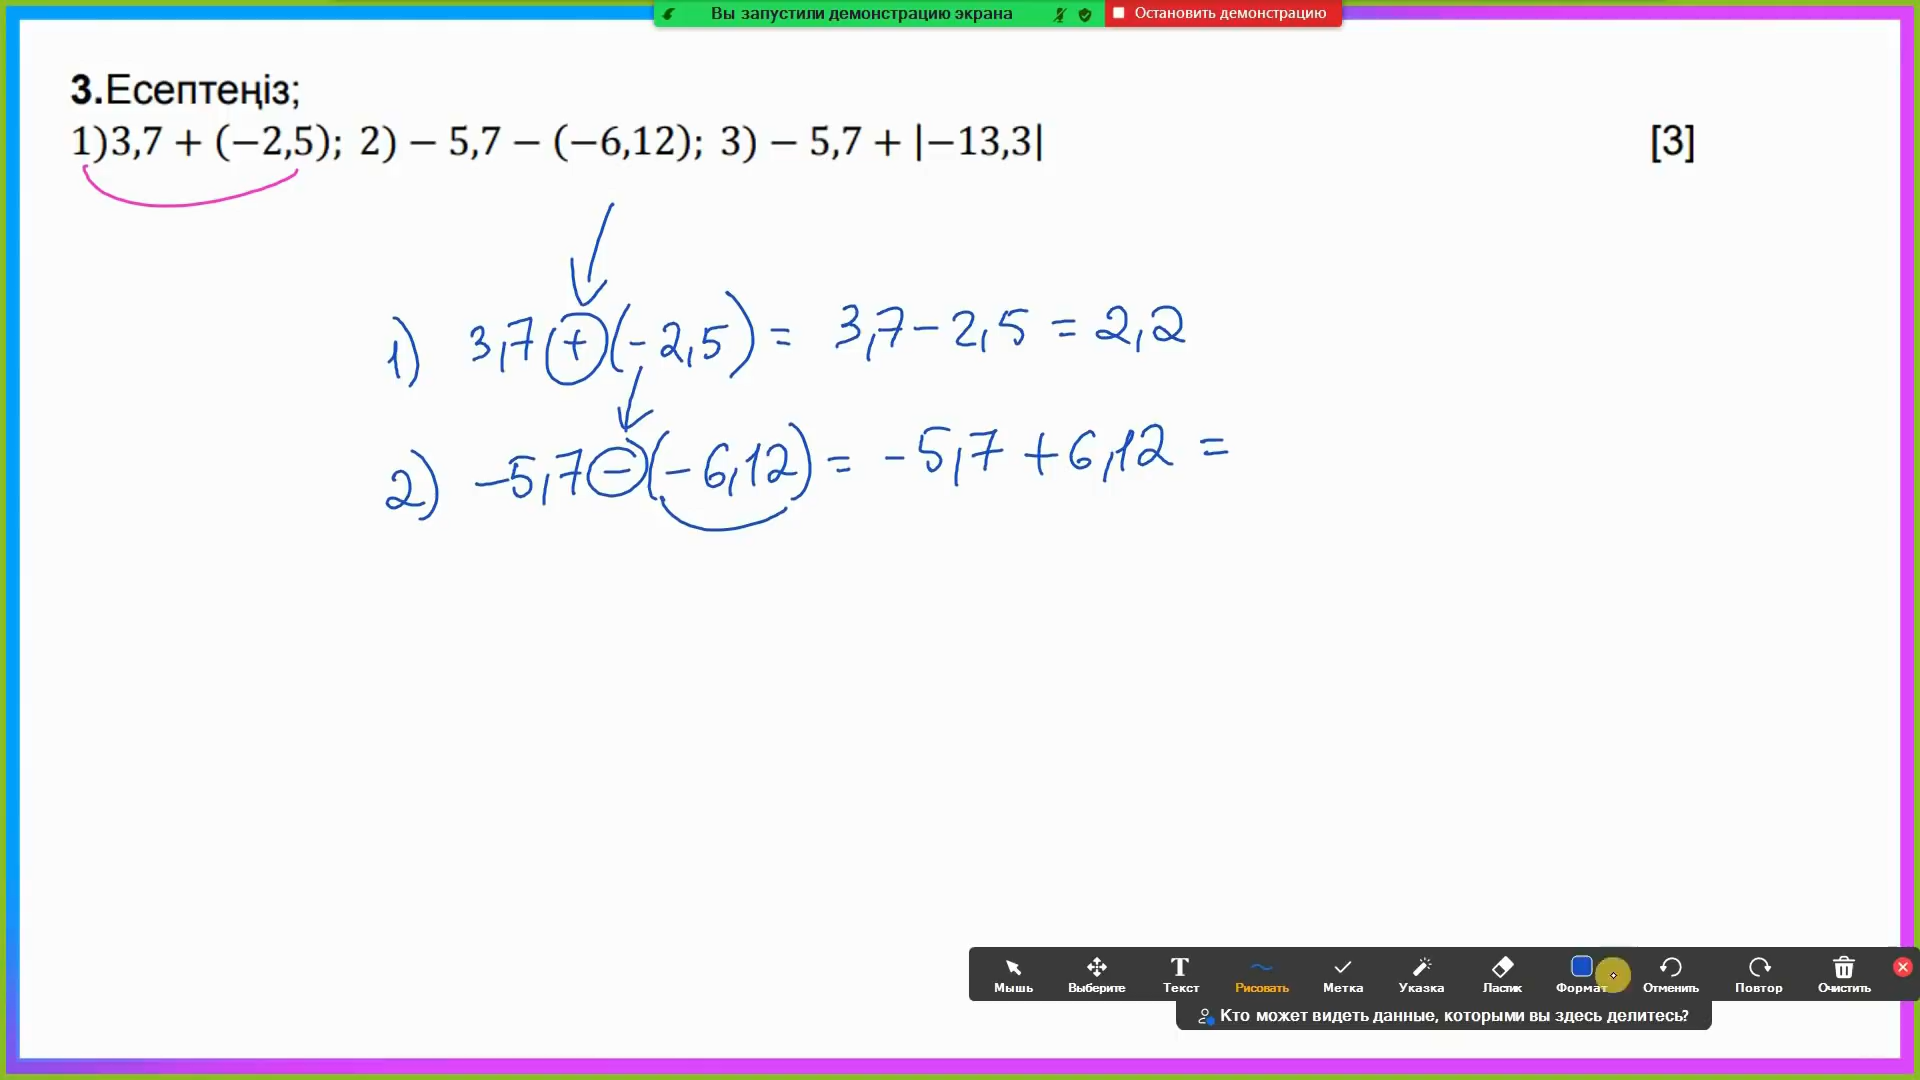 Вы запустили демонстрацию экрана Остановить демонстрацию
3.Есептеңіз;
1)3,7 + (−2,5); 2) − 5,7 − (−6,12); 3) − 5,7 + |−13,3| [3]
1) 3,7 + (-2,5) = 3,7 - 2,5 = 2,2
2) -5,7 - (-6,12) = -5,7 + 6,12 =
Мышь Выберите Текст Рисовать Метка Указка Ластик Формат Отменить Повтор Очистить
Кто может видеть данные, которыми вы здесь делитесь?